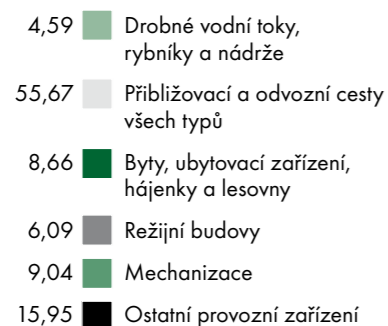 4,59 Drobné vodní toky,
rybníky a nádrže
55,67 Přibližovací a odvozní cesty
všech typů
8,66 Byty, ubytovací zařízení,
hájenky a lesovny
6,09 Režijní budovy
9,04 Mechanizace
15,95 Ostatní provozní zařízení